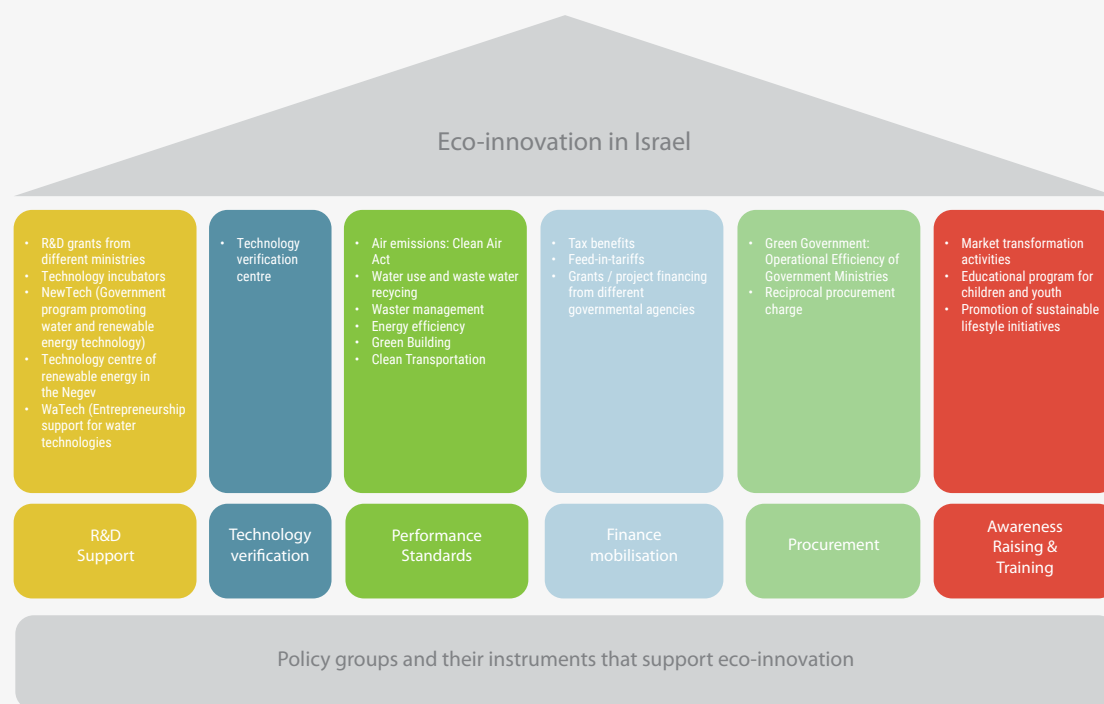 Eco-innovation in Israel
• R&D grants from
different ministries
• Technology incubators
• NewTech (Government
program promoting
water and renewable
energy technology)
• Technology centre of
renewable energy in
the Negev
• WaTech (Entrepreneurship
support for water
technologies
• Technology
verification
centre
• Air emissions: Clean Air
Act
• Water use and waste water
recycing
• Waster management
• Energy efficiency
• Green Building
• Clean Transportation
• Tax benefits
• Feed-in-tariffs
• Grants / project financing
from different
governmental agencies
• Green Government:
Operational Efficiency of
Government Ministries
• Reciprocal procurement
charge
• Market transformation
activities
• Educational program for
children and youth
• Promotion of sustainable
lifestyle initiatives
R&D
Support
Technology
verification
Performance
Standards
Finance
mobilisation
Procurement
Awareness
Raising &
Training
Policy groups and their instruments that support eco-innovation